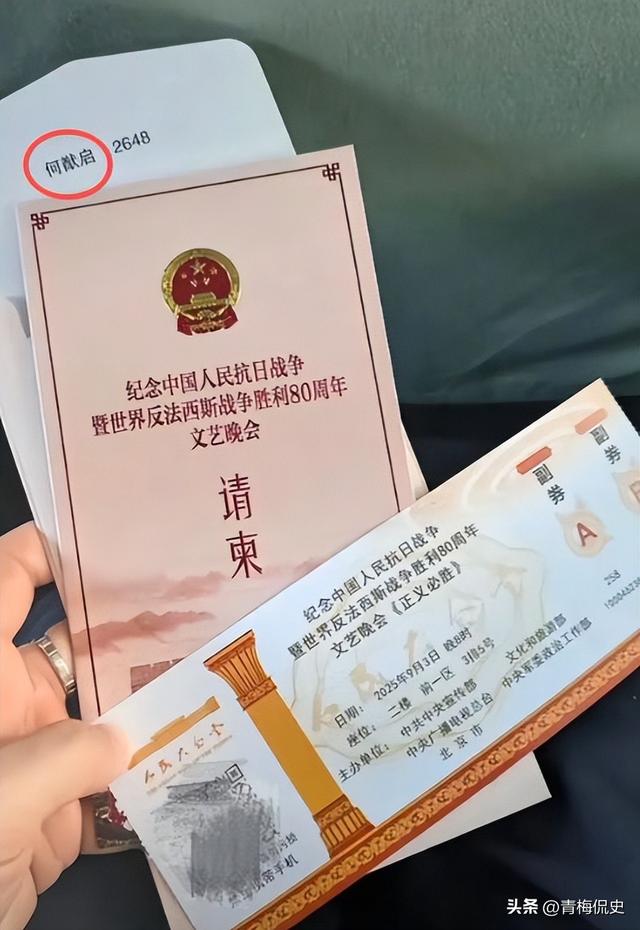 何猷启 2648
纪念中国人民抗日战争
暨世界反法西斯战争胜利80周年
文艺晚会
请柬
副券
A
副券
纪念中国人民抗日战争
暨世界反法西斯战争胜利80周年
文艺晚会《正义必胜》
日期：2025年9月3日 晚8时
座位：二楼 前一区 3排5号
主办单位：中共中央宣传部 文化和旅游部
中央广播电视总台 中央军委政治工作部
北京市
人民大会堂
头条 @青梅侃史